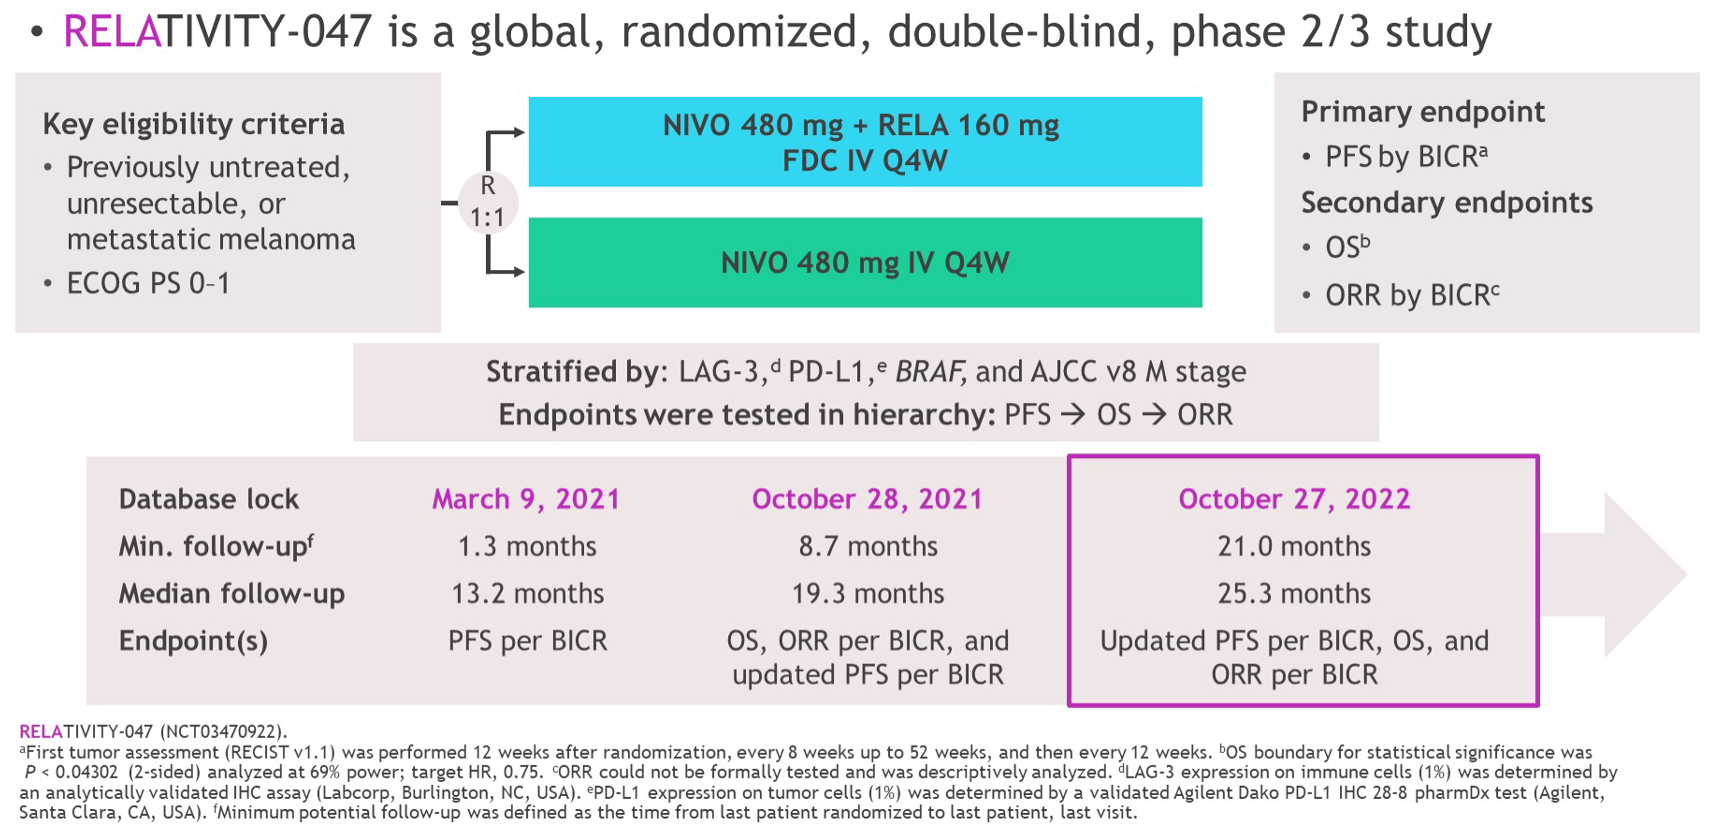 • RELATIVITY-047 is a global, randomized, double-blind, phase 2/3 study
Key eligibility criteria
• Previously untreated,
unresectable, or
metastatic melanoma
• ECOG PS 0–1
R
1:1
NIVO 480 mg + RELA 160 mg
FDC IV Q4W
NIVO 480 mg IV Q4W
Primary endpoint
• PFS by BICRᵃ
Secondary endpoints
• OSᵇ
• ORR by BICRᶜ
Stratified by: LAG-3,ᵈ PD-L1,ᵉ BRAF, and AJCC v8 M stage
Endpoints were tested in hierarchy: PFS → OS → ORR
Database lock March 9, 2021 October 28, 2021 October 27, 2022
Min. follow-upᶠ 1.3 months 8.7 months 21.0 months
Median follow-up 13.2 months 19.3 months 25.3 months
Endpoint(s) PFS per BICR OS, ORR per BICR, and Updated PFS per BICR, OS, and
updated PFS per BICR ORR per BICR
RELATIVITY-047 (NCT03470922).
ᵃFirst tumor assessment (RECIST v1.1) was performed 12 weeks after randomization, every 8 weeks up to 52 weeks, and then every 12 weeks. ᵇOS boundary for statistical significance was
P < 0.04302 (2-sided) analyzed at 69% power; target HR, 0.75. ᶜORR could not be formally tested and was descriptively analyzed. ᵈLAG-3 expression on immune cells (1%) was determined by
an analytically validated IHC assay (Labcorp, Burlington, NC, USA). ᵉPD-L1 expression on tumor cells (1%) was determined by a validated Agilent Dako PD-L1 IHC 28-8 pharmDx test (Agilent,
Santa Clara, CA, USA). ᶠMinimum potential follow-up was defined as the time from last patient randomized to last patient, last visit.